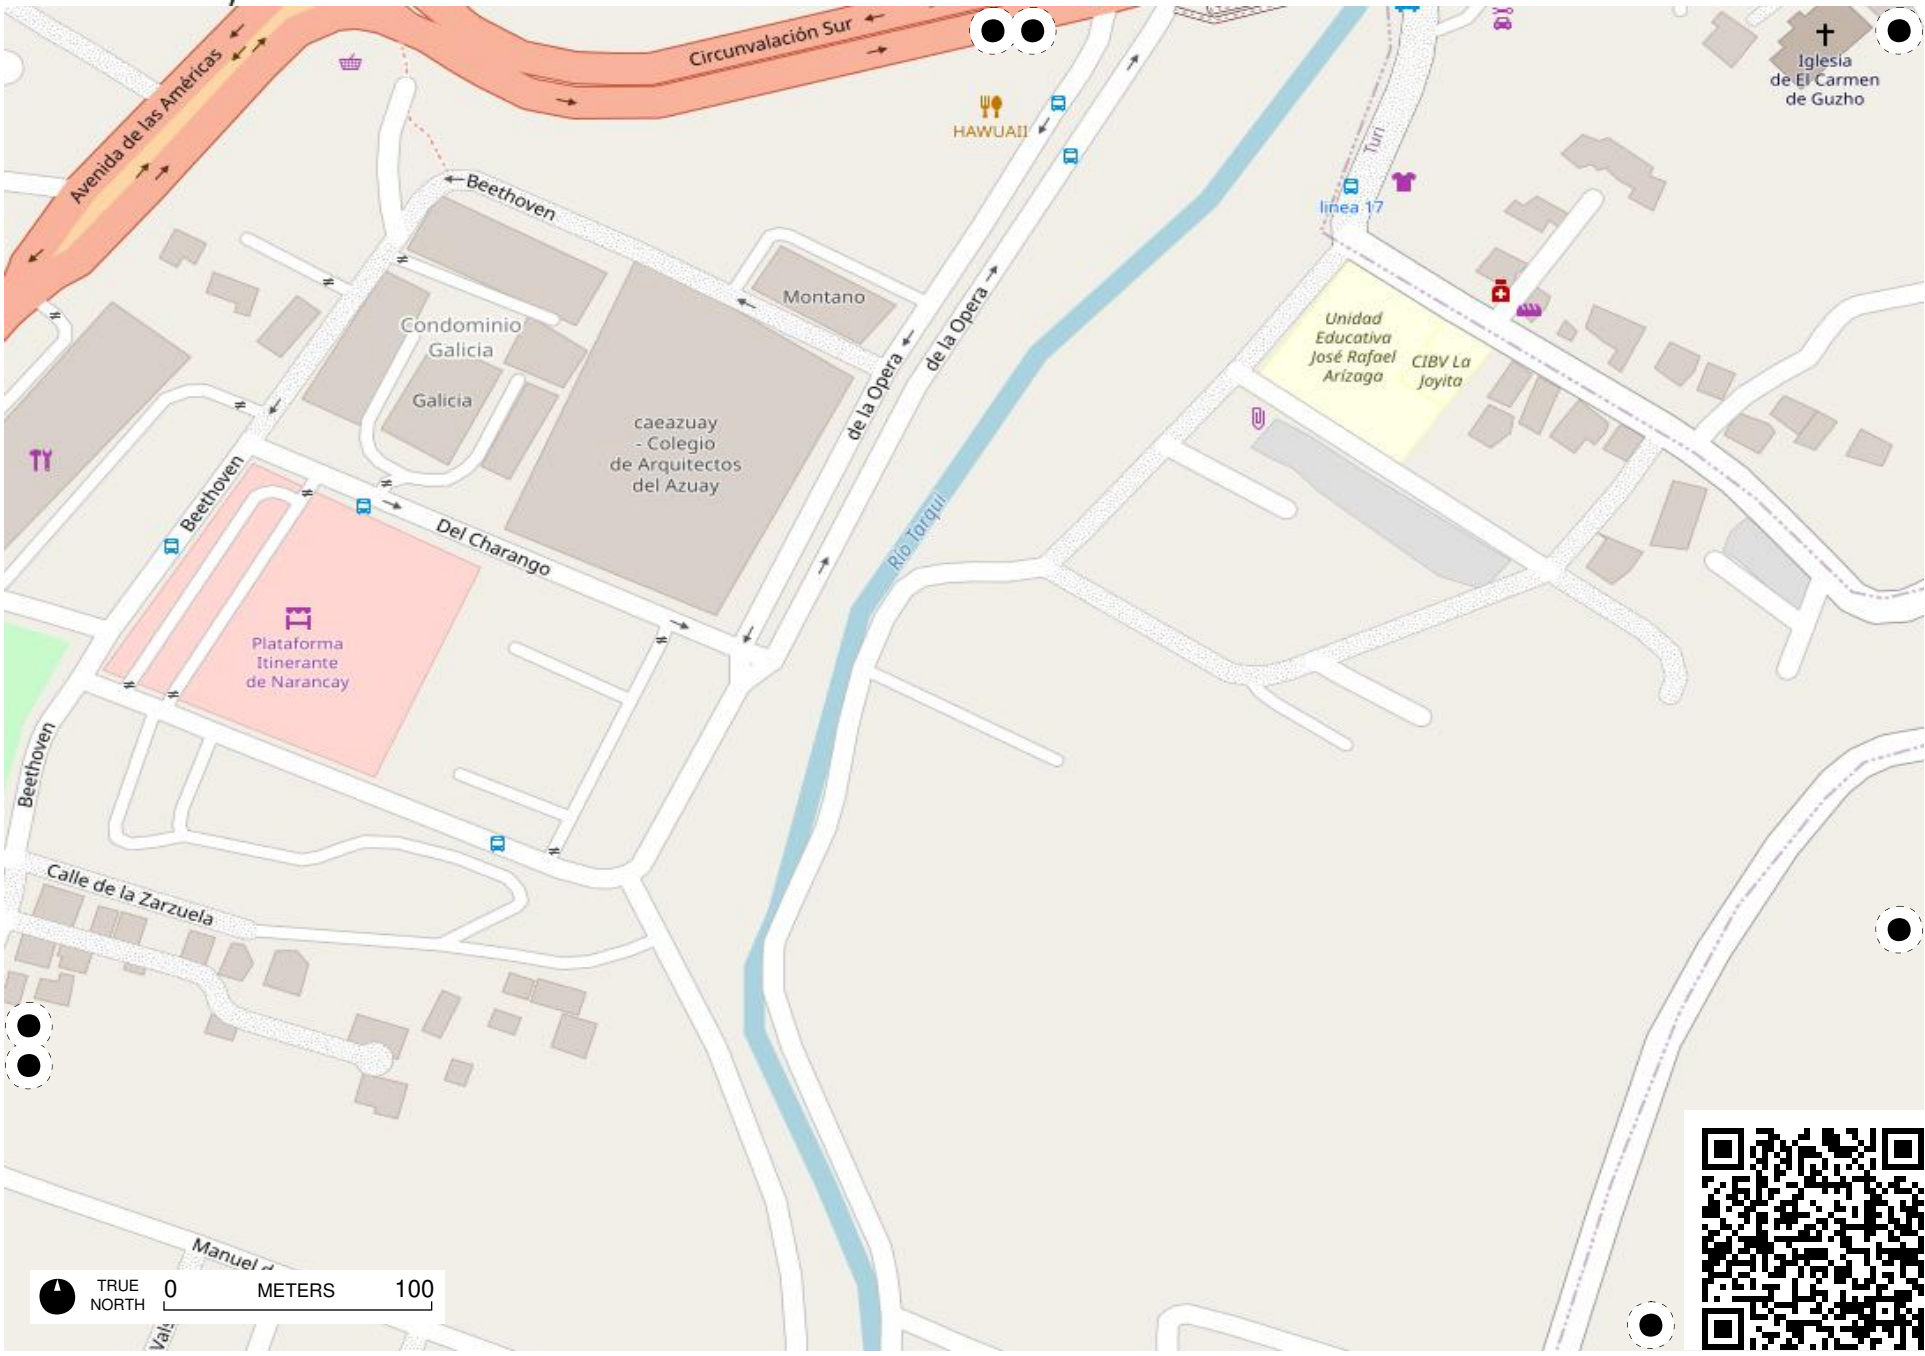 Circunvalación Sur
Avenida de las Américas
Iglesia
de El Carmen
de Guzho
HAWUAII
Turi
linea 17
Beethoven
Montano
de la Opera
de la Opera
Condominio
Galicia
Galicia
Unidad
Educativa
José Rafael
Arízaga
CIBV La
Joyita
caeazuay
- Colegio
de Arquitectos
del Azuay
Beethoven
Del Charango
Río Tarqui
Plataforma
Itinerante
de Narancay
Beethoven
Calle de la Zarzuela
Manuel d
TRUE
NORTH
0 METERS 100
Vals